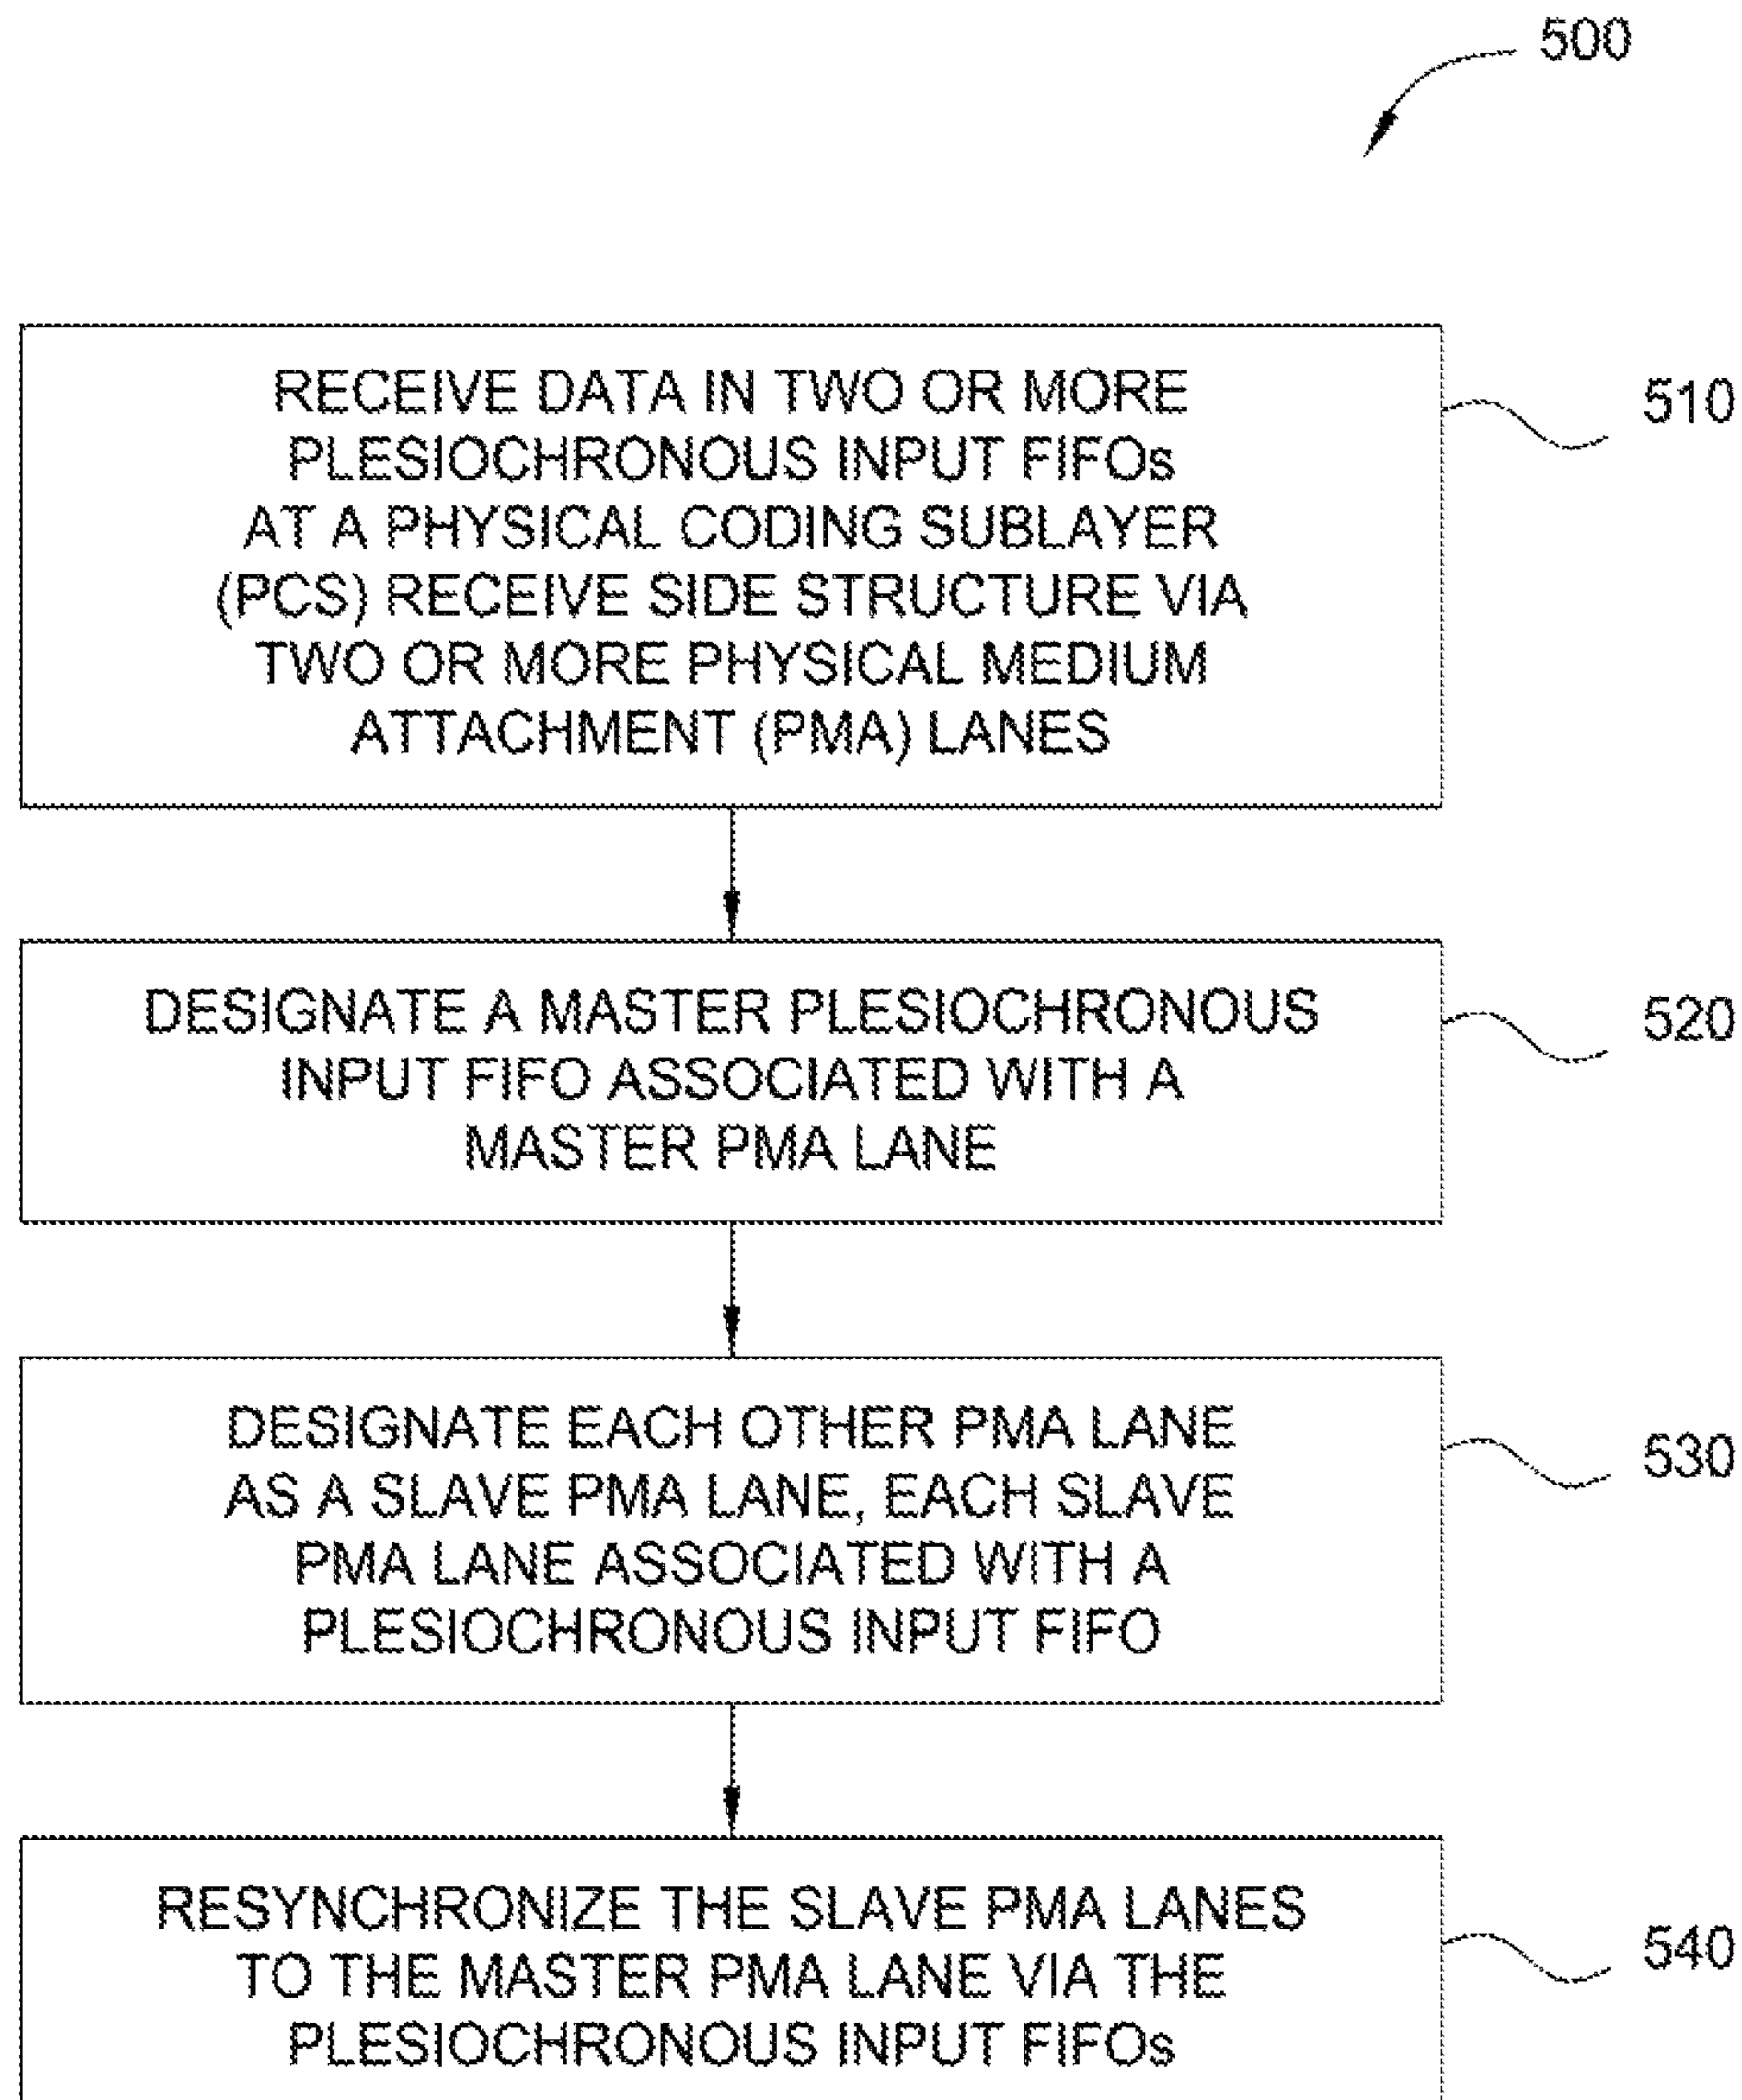 500
RECEIVE DATA IN TWO OR MORE
PLESIOCHRONOUS INPUT FIFOs
AT A PHYSICAL CODING SUBLAYER
(PCS) RECEIVE SIDE STRUCTURE VIA
TWO OR MORE PHYSICAL MEDIUM
ATTACHMENT (PMA) LANES
510
DESIGNATE A MASTER PLESIOCHRONOUS
INPUT FIFO ASSOCIATED WITH A
MASTER PMA LANE
520
DESIGNATE EACH OTHER PMA LANE
AS A SLAVE PMA LANE, EACH SLAVE
PMA LANE ASSOCIATED WITH A
PLESIOCHRONOUS INPUT FIFO
530
RESYNCHRONIZE THE SLAVE PMA LANES
TO THE MASTER PMA LANE VIA THE
PLESIOCHRONOUS INPUT FIFOs
540